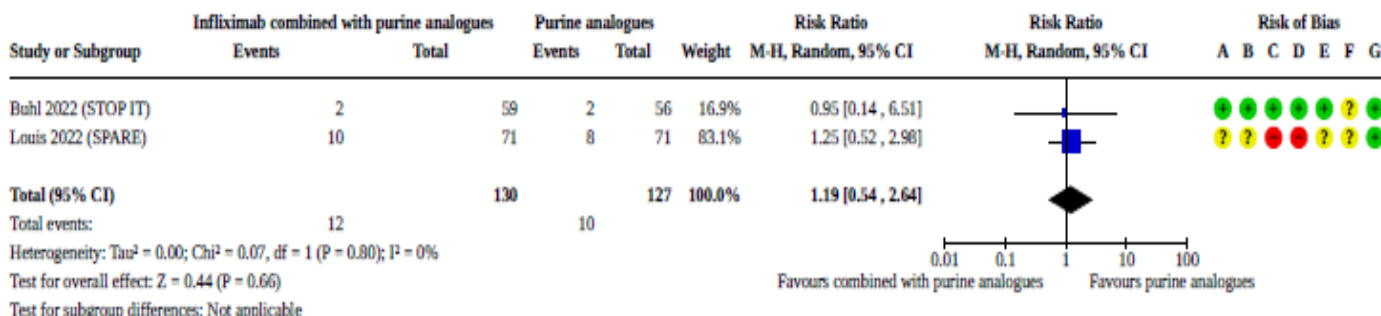 Infliximab combined with purine analogues Purine analogues Risk Ratio Risk Ratio Risk of Bias
Study or Subgroup Events Total Events Total Weight M-H, Random, 95% CI M-H, Random, 95% CI A B C D E F G
Buhl 2022 (STOP IT) 2 59 2 56 16.9% 0.95 [0.14 , 6.51] + + + + + ? +
Louis 2022 (SPARE) 10 71 8 71 83.1% 1.25 [0.52 , 2.98] ? ? - - ? ? +
Total (95% CI) 130 127 100.0% 1.19 [0.54 , 2.64]
Total events: 12 10
Heterogeneity: Tau² = 0.00; Chi² = 0.07, df = 1 (P = 0.80); I² = 0%
0.01 0.1 1 10 100
Test for overall effect: Z = 0.44 (P = 0.66) Favours combined with purine analogues Favours purine analogues
Test for subgroup differences: Not applicable